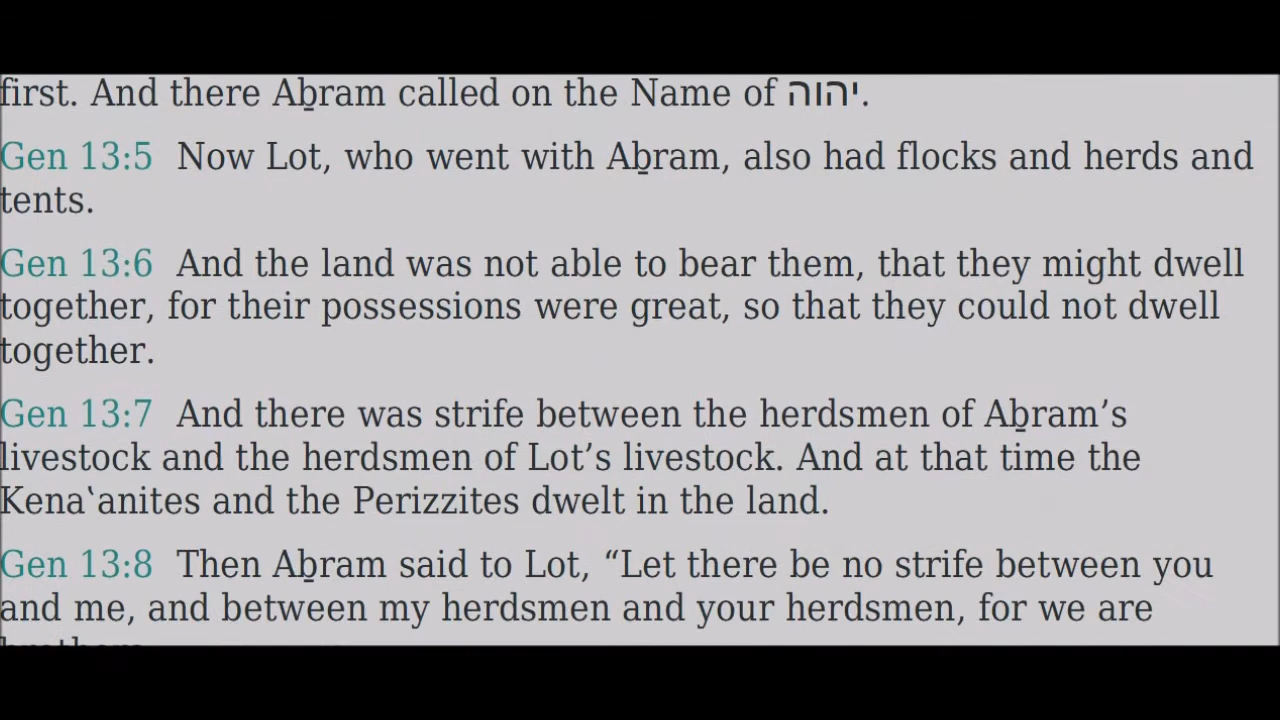 first. And there Aḇram called on the Name of יהוה.
Gen 13:5 Now Lot, who went with Aḇram, also had flocks and herds and
tents.
Gen 13:6 And the land was not able to bear them, that they might dwell
together, for their possessions were great, so that they could not dwell
together.
Gen 13:7 And there was strife between the herdsmen of Aḇram’s
livestock and the herdsmen of Lot’s livestock. And at that time the
Kenaʽanites and the Perizzites dwelt in the land.
Gen 13:8 Then Aḇram said to Lot, “Let there be no strife between you
and me, and between my herdsmen and your herdsmen, for we are